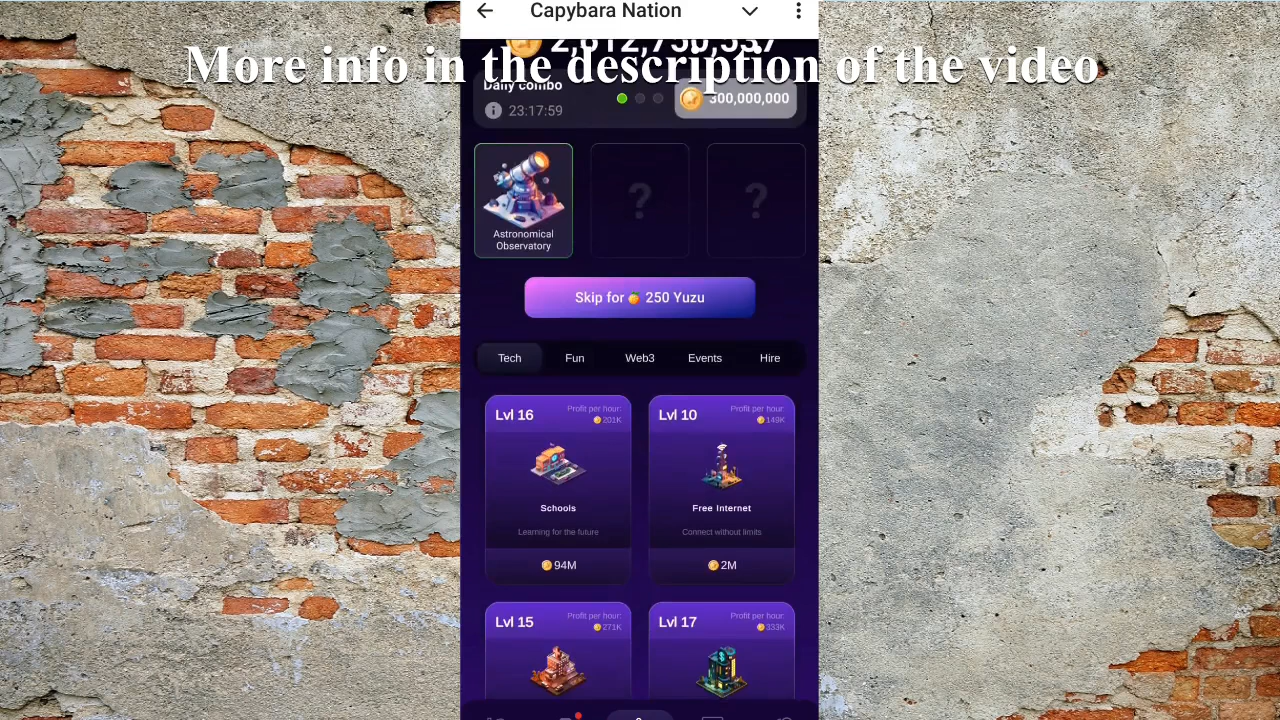 Capybara Nation
More info in the description of the video
Daily combo
23:17:59
300,000,000
Astronomical
Observatory
?
?
Skip for 250 Yuzu
Tech
Fun
Web3
Events
Hire
Lvl 16
Profit per hour:
201K
Schools
Learning for the future
94M
Lvl 10
Profit per hour:
149K
Free Internet
Connect without limits
2M
Lvl 15
Profit per hour:
271K
Lvl 17
Profit per hour:
333K